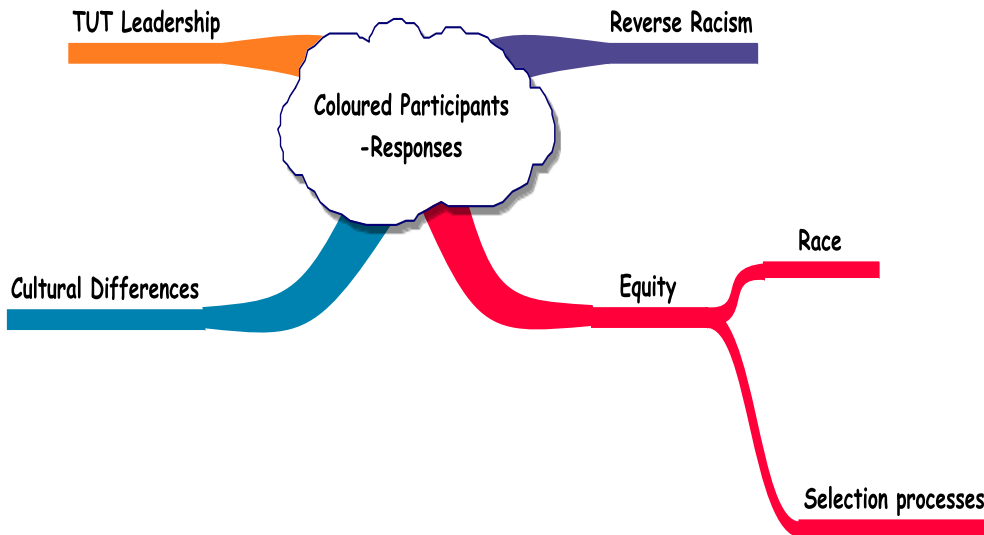 TUT Leadership
Reverse Racism
Coloured Participants
-Responses
Race
Cultural Differences
Equity
Selection processes